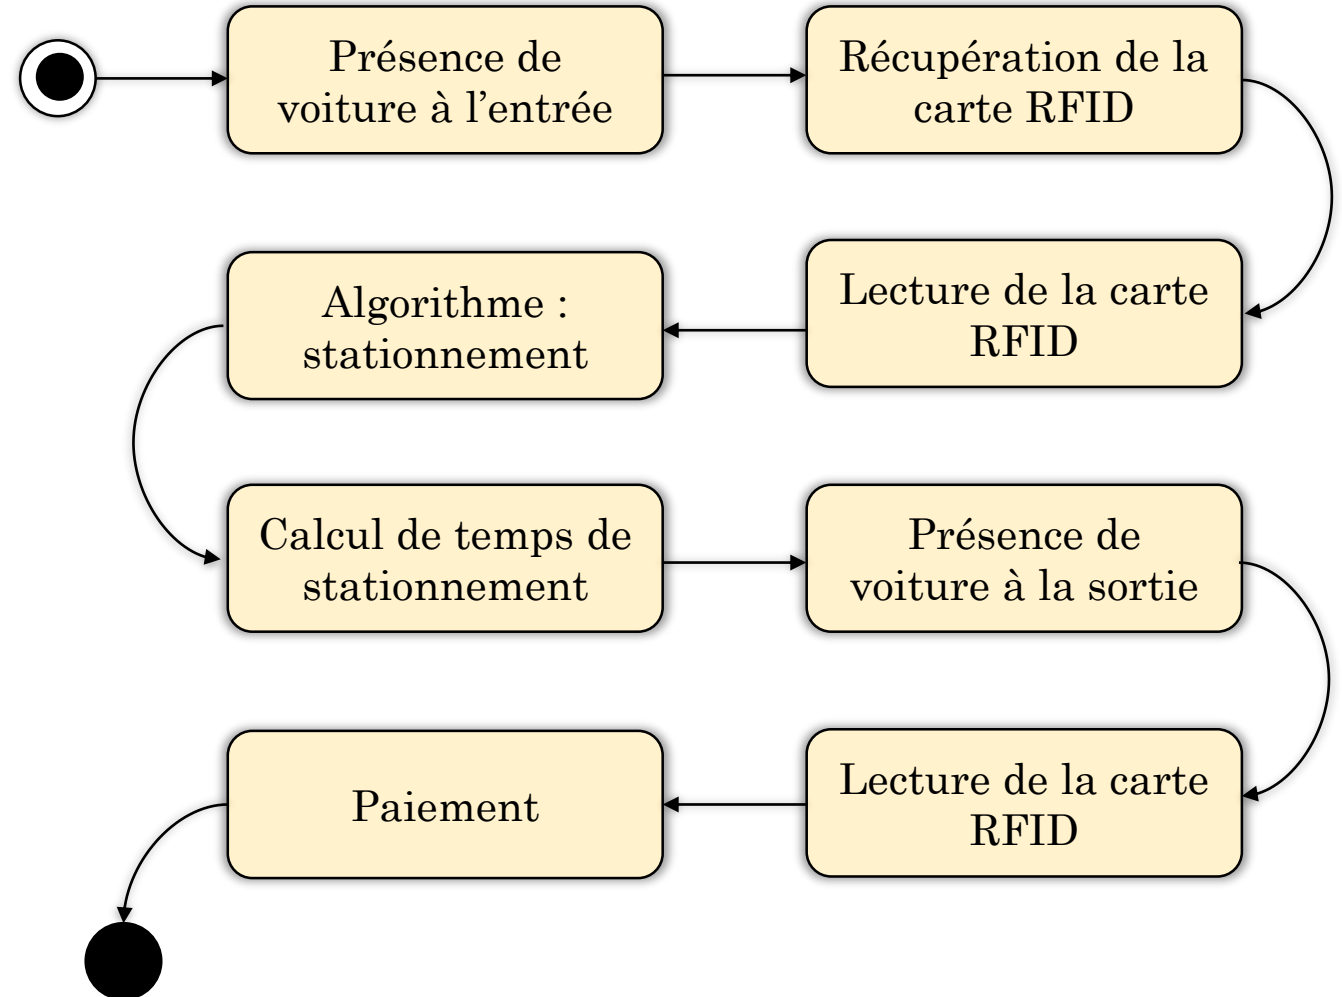 Présence de
voiture à l'entrée
Récupération de la
carte RFID
Lecture de la carte
RFID
Algorithme :
stationnement
Calcul de temps de
stationnement
Présence de
voiture à la sortie
Lecture de la carte
RFID
Paiement